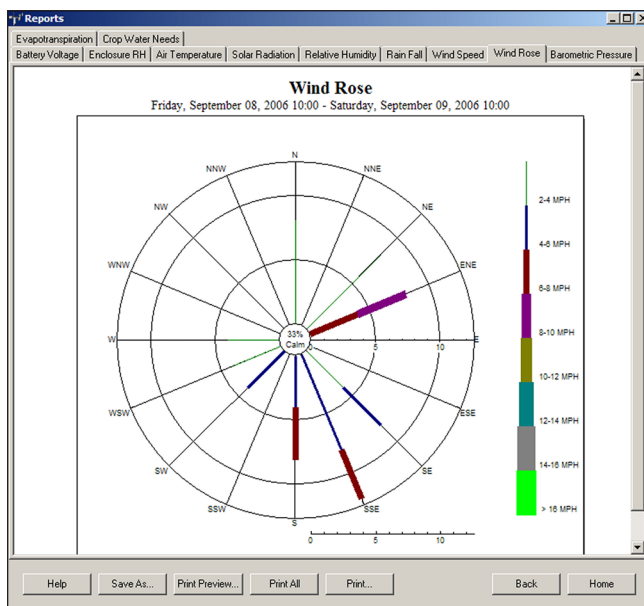 Reports
Evapotranspiration Crop Water Needs
Battery Voltage Enclosure RH Air Temperature Solar Radiation Relative Humidity Rain Fall Wind Speed Wind Rose Barometric Pressure
Wind Rose
Friday, September 08, 2006 10:00 - Saturday, September 09, 2006 10:00
N
NNW NNE
NW NE
2-4 MPH
4-6 MPH
WNW ENE
6-8 MPH
8-10 MPH
33%
W E
Calm
0 5 10
10-12 MPH
WSW ESE
12-14 MPH
SW SE
14-16 MPH
SSW SSE
> 16 MPH
S
0 5 10
Help Save As... Print Preview... Print All Print... Back Home